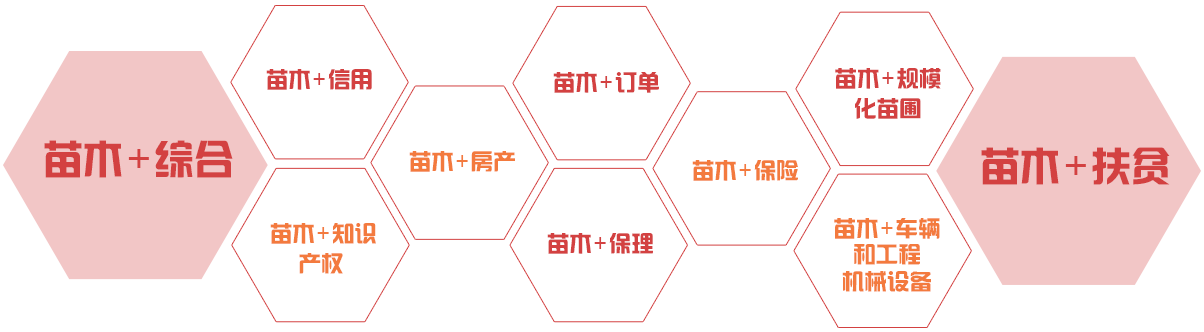 苗木+综合
苗木+信用
苗木+知识
产权
苗木+房产
苗木+订单
苗木+保理
苗木+保险
苗木+规模
化苗圃
苗木+车辆
和工程
机械设备
苗木+扶贫